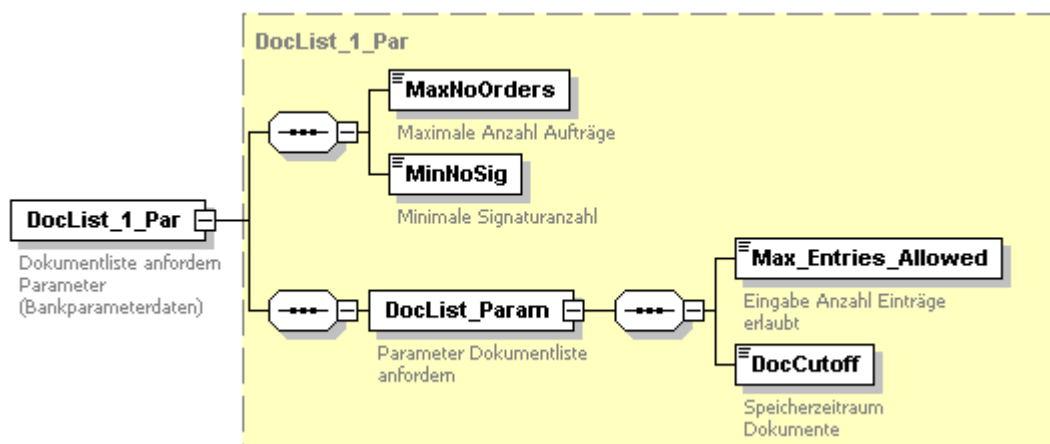 DocList_1_Par
MaxNoOrders
Maximale Anzahl Aufträge
MinNoSig
Minimale Signaturanzahl
DocList_1_Par
Dokumentliste anfordern
Parameter
(Bankparameterdaten)
DocList_Param
Parameter Dokumentliste
anfordern
Max_Entries_Allowed
Eingabe Anzahl Einträge
erlaubt
DocCutoff
Speicherzeitraum
Dokumente